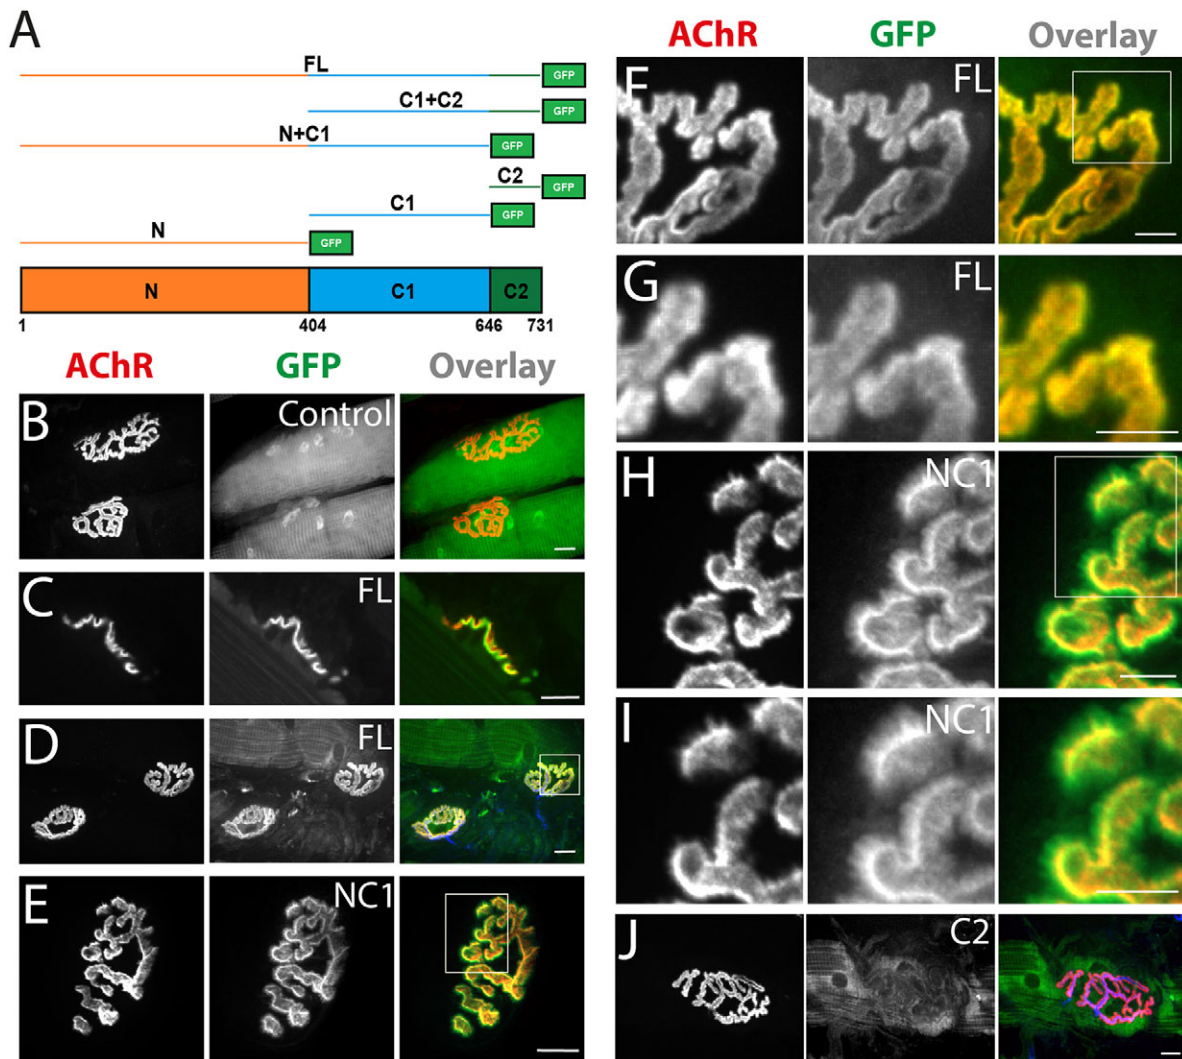 A
FL
GFP
C1+C2
GFP
N+C1
GFP
C2
GFP
C1
GFP
N
GFP
N C1 C2
1 404 646 731
AChR GFP Overlay
B Control
C FL
D FL
E NC1
AChR GFP Overlay
F FL
G FL
H NC1
I NC1
J C2